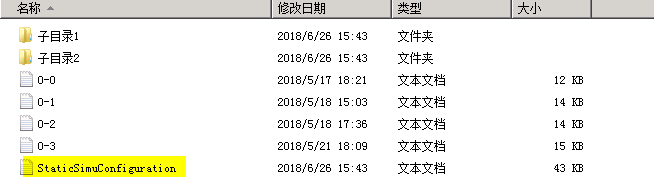 名称 修改日期 类型 大小
子目录1 2018/6/26 15:43 文件夹
子目录2 2018/6/26 15:43 文件夹
0-0 2018/5/17 18:21 文本文档 12 KB
0-1 2018/5/18 15:03 文本文档 14 KB
0-2 2018/5/18 17:36 文本文档 14 KB
0-3 2018/5/21 18:09 文本文档 15 KB
StaticSimuConfiguration 2018/6/26 15:43 文本文档 43 KB